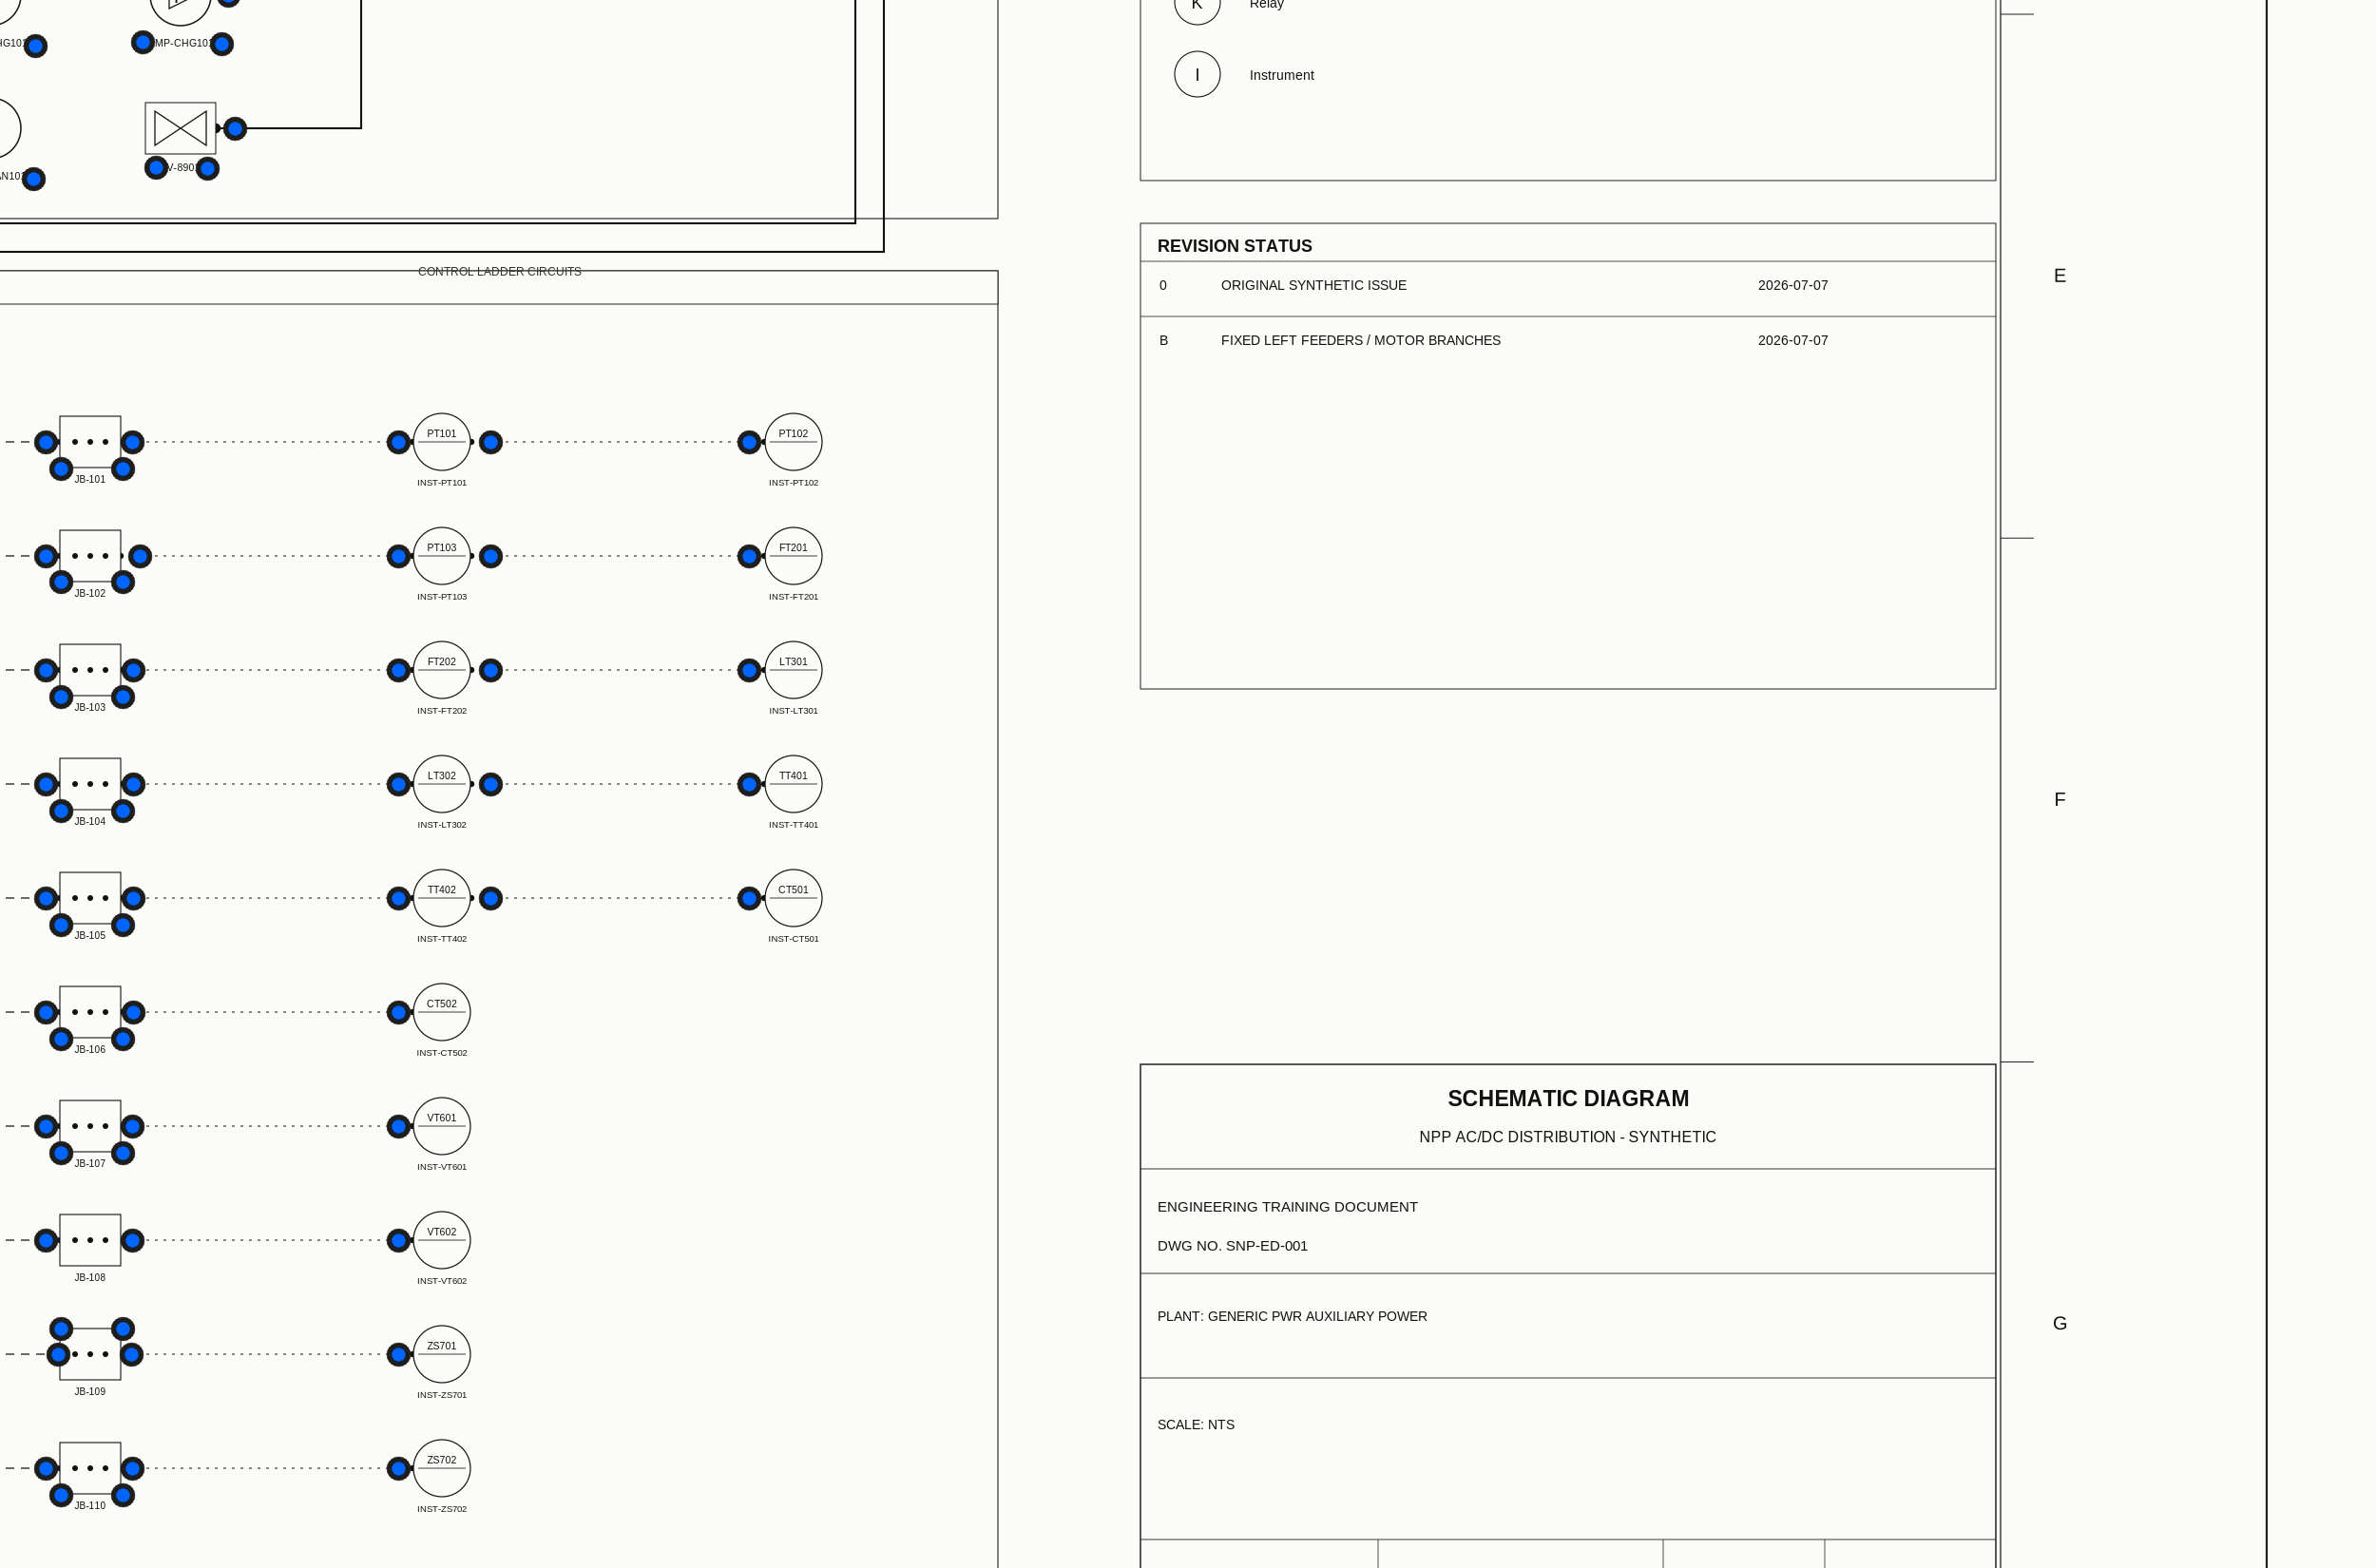 K Relay
I Instrument
REVISION STATUS
0 ORIGINAL SYNTHETIC ISSUE 2026-07-07
B FIXED LEFT FEEDERS / MOTOR BRANCHES 2026-07-07
E
F
G
CONTROL LADDER CIRCUITS
JB-101
PT101
INST-PT101
PT102
INST-PT102
JB-102
PT103
INST-PT103
FT201
INST-FT201
JB-103
FT202
INST-FT202
LT301
INST-LT301
JB-104
LT302
INST-LT302
TT401
INST-TT401
JB-105
TT402
INST-TT402
CT501
INST-CT501
JB-106
CT502
INST-CT502
JB-107
VT601
INST-VT601
JB-108
VT602
INST-VT602
JB-109
ZS701
INST-ZS701
JB-110
ZS702
INST-ZS702
SCHEMATIC DIAGRAM
NPP AC/DC DISTRIBUTION - SYNTHETIC
ENGINEERING TRAINING DOCUMENT
DWG NO. SNP-ED-001
PLANT: GENERIC PWR AUXILIARY POWER
SCALE: NTS